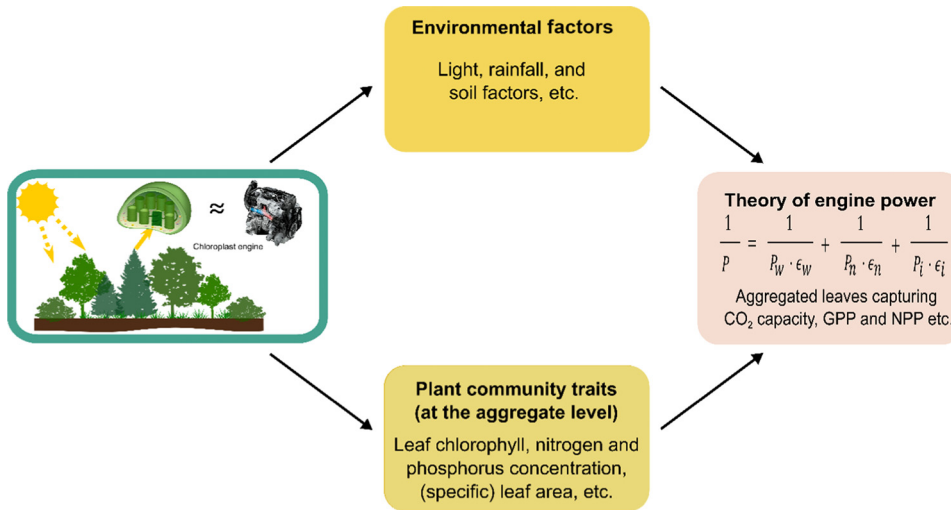 Environmental factors
Light, rainfall, and
soil factors, etc.
≈
Chloroplast engine
Theory of engine power
1/P = 1/(P_w · ϵ_w) + 1/(P_n · ϵ_n) + 1/(P_i · ϵ_i)
Aggregated leaves capturing
CO₂ capacity, GPP and NPP etc.
Plant community traits
(at the aggregate level)
Leaf chlorophyll, nitrogen and
phosphorus concentration,
(specific) leaf area, etc.